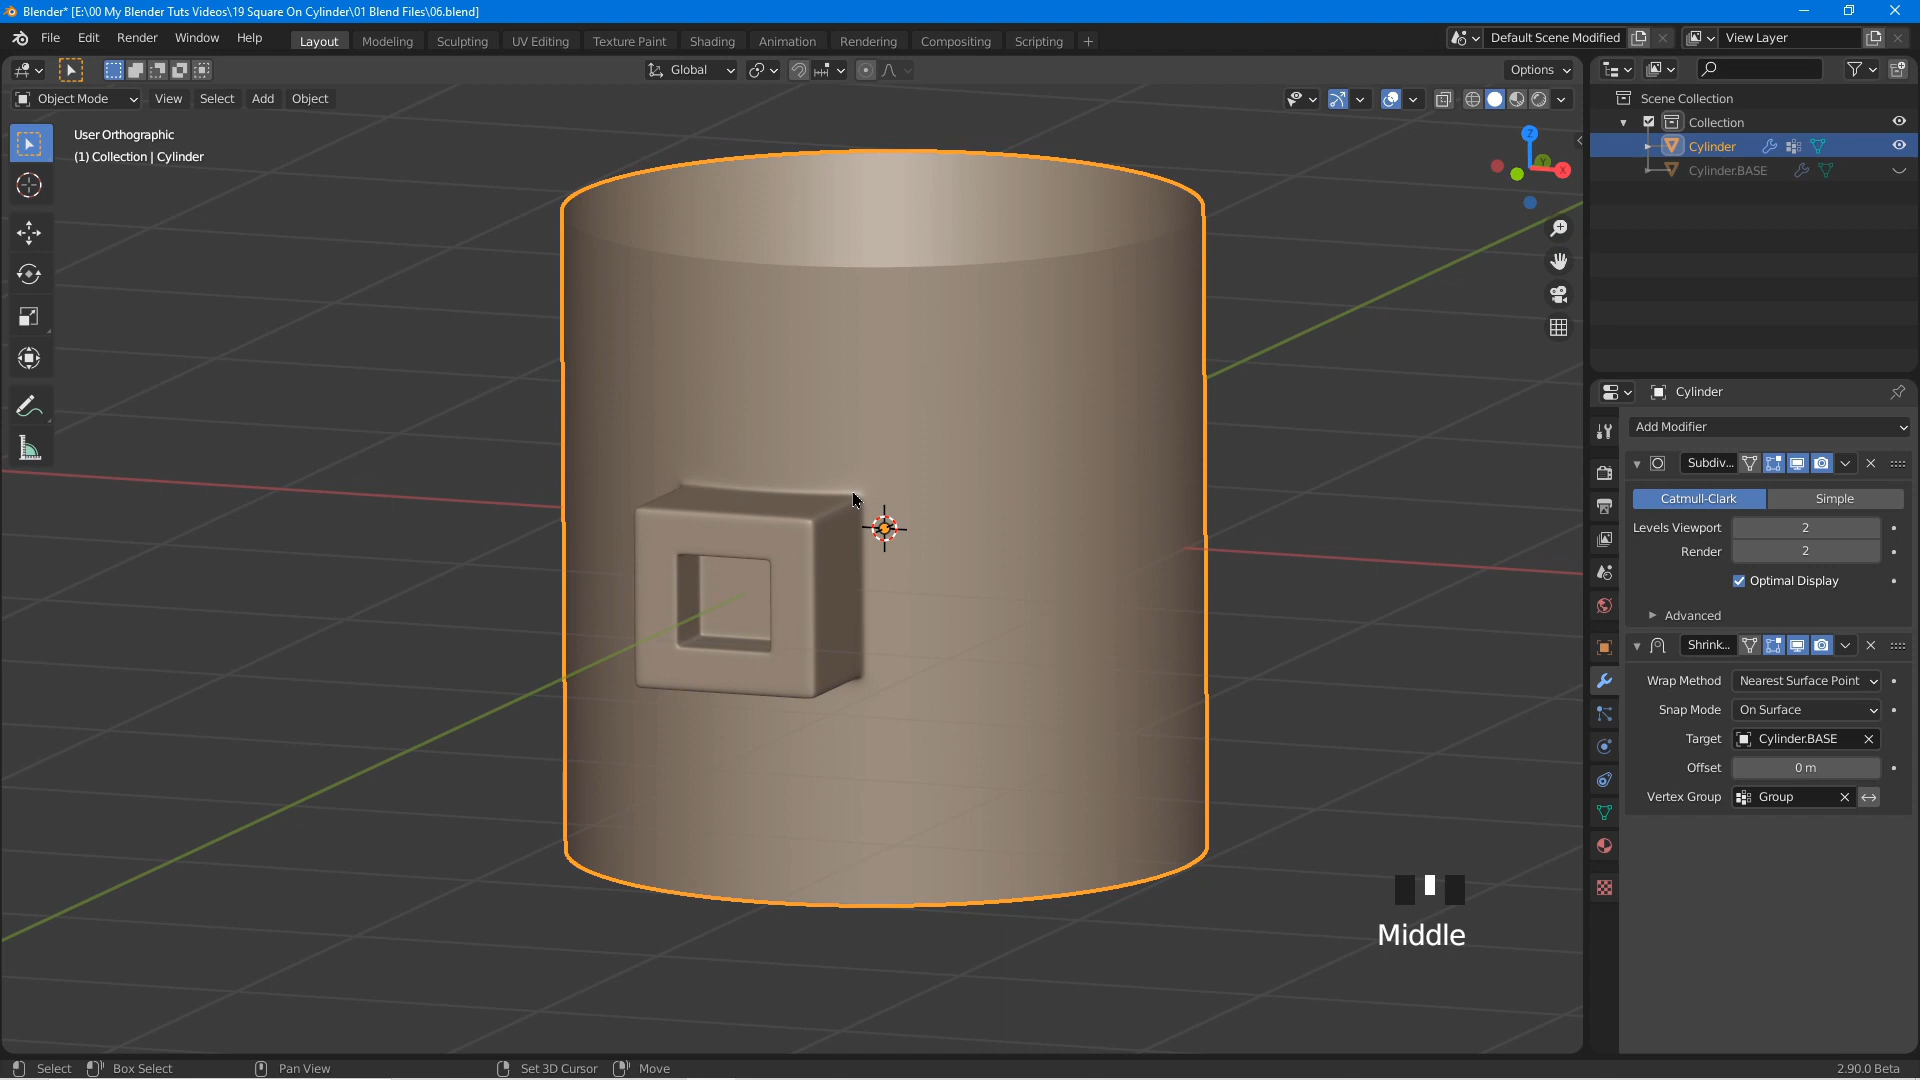 Blender* [E:\00 My Blender Tuts Videos\19 Square On Cylinder\01 Blend Files\06.blend]
File Edit Render Window Help Layout Modeling Sculpting UV Editing Texture Paint Shading Animation Rendering Compositing Scripting + Default Scene Modified View Layer
Global Options
Object Mode View Select Add Object
User Orthographic
(1) Collection | Cylinder
Z
Y
X
Scene Collection
Collection
Cylinder
Cylinder.BASE
Cylinder
Add Modifier
Subdiv...
Catmull-Clark Simple
Levels Viewport 2
Render 2
Optimal Display
Advanced
Shrink...
Wrap Method Nearest Surface Point
Snap Mode On Surface
Target Cylinder.BASE
Offset 0 m
Vertex Group Group
Middle
Select Box Select Pan View Set 3D Cursor Move 2.90.0 Beta